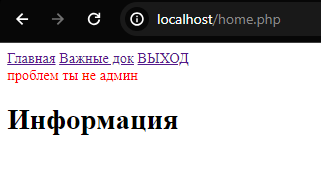 localhost/home.php
Главная Важные док ВЫХОД
проблем ты не админ
Информация